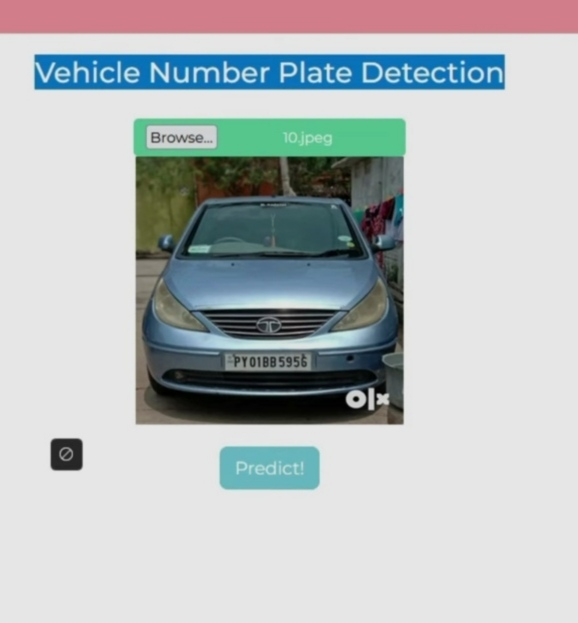 Vehicle Number Plate Detection
Browse...
10.jpeg
PY01BB5956
OLX
Predict!